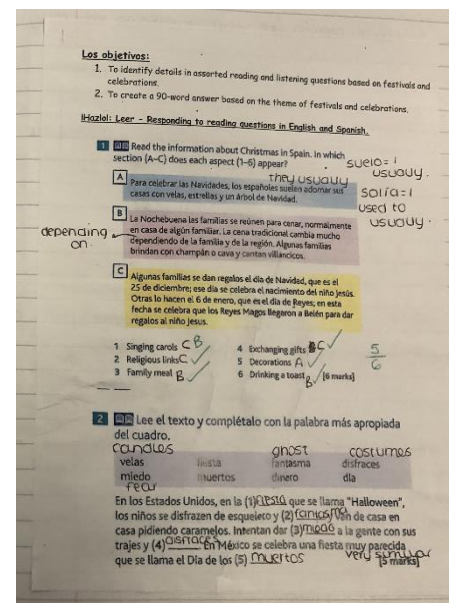 Los objetivos:
1. To identify details in assorted reading and listening questions based on festivals and
celebrations.
2. To create a 90-word answer based on the theme of festivals and celebrations.
¡Hazlo!: Leer - Responding to reading questions in English and Spanish.
1 Read the information about Christmas in Spain. In which
section (A–C) does each aspect (1–6) appear?
suelo = I
usually.
they usually
A Para celebrar las Navidades, los españoles suelen adornar sus
casas con velas, estrellas y un árbol de Navidad.
solía = I
used to
usually.
B La Nochebuena las familias se reúnen para cenar, normalmente
en casa de algún familiar. La cena tradicional cambia mucho
dependiendo de la familia y de la región. Algunas familias
brindan con champán o cava y cantan villancicos.
depending
on
C Algunas familias se dan regalos el día de Navidad, que es el
25 de diciembre; ese día se celebra el nacimiento del niño Jesús.
Otras lo hacen el 6 de enero, que es el día de Reyes; en esta
fecha se celebra que los Reyes Magos llegaron a Belén para dar
regalos al niño Jesus.
1 Singing carols C B
4 Exchanging gifts C
2 Religious links C
5 Decorations A
3 Family meal B
6 Drinking a toast B [6 marks]
5
6
2 Lee el texto y complétalo con la palabra más apropiada
del cuadro.
candles ghost costumes
velas fiesta fantasma disfraces
miedo muertos dinero día
fear
En los Estados Unidos, en la (1) fiesta que se llama "Halloween",
los niños se disfrazan de esqueleto y (2) fantasma van de casa en
casa pidiendo caramelos. Intentan dar (3) miedo a la gente con sus
trajes y (4) disfraces En México se celebra una fiesta muy parecida
very similar
que se llama el Día de los (5) muertos [5 marks]